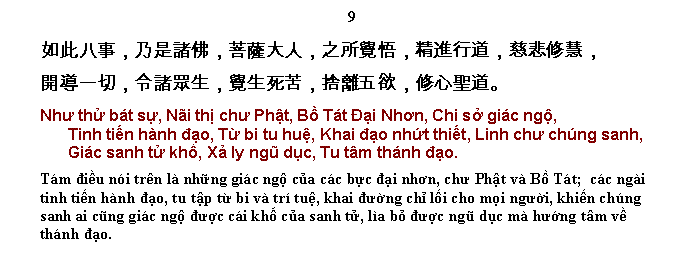 9
如此八事，乃是諸佛，菩薩大人，之所覺悟，精進行道，慈悲修慧，
開導一切，令諸眾生，覺生死苦，捨離五欲，修心聖道。
Như thử bát sự, Nãi thị chư Phật, Bồ Tát Đại Nhơn, Chi sở giác ngộ,
Tinh tiến hành đạo, Từ bi tu huệ, Khai đạo nhứt thiết, Linh chư chúng sanh,
Giác sanh tử khổ, Xả ly ngũ dục, Tu tâm thánh đạo.
Tám điều nói trên là những giác ngộ của các bực đại nhơn, chư Phật và Bồ Tát; các ngài
tinh tiến hành đạo, tu tập từ bi và trí tuệ, khai đường chỉ lối cho mọi người, khiến chúng
sanh ai cũng giác ngộ được cái khổ của sanh tử, lìa bỏ được ngũ dục mà hướng tâm về
thánh đạo.